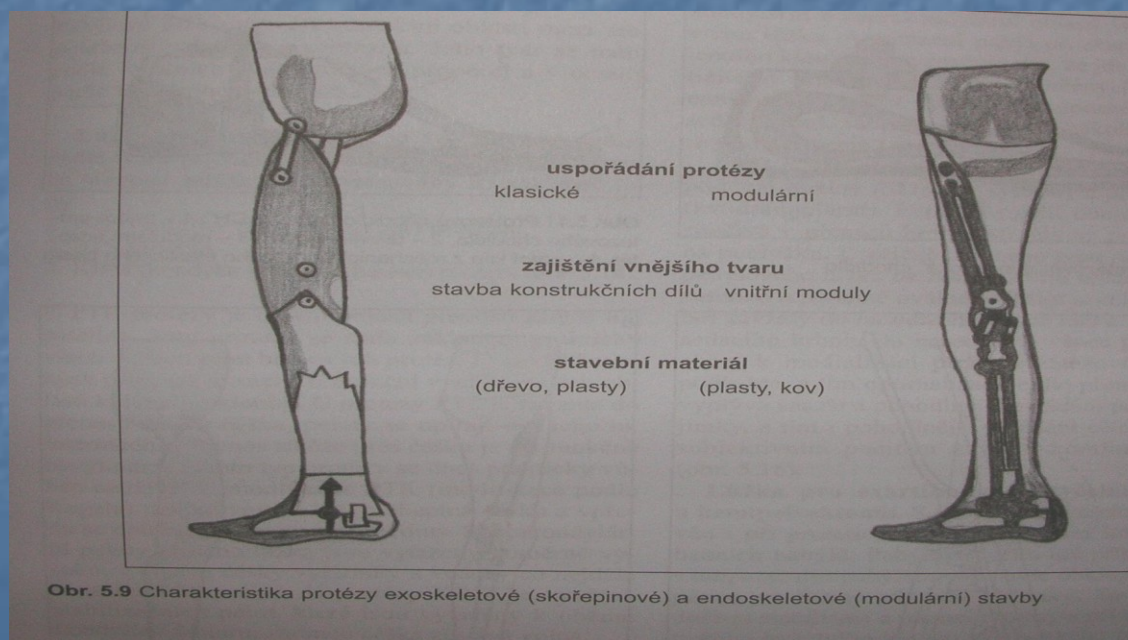 uspořádání protézy
klasické modulární
zajištění vnějšího tvaru
stavba konstrukčních dílů vnitřní moduly
stavební materiál
(dřevo, plasty) (plasty, kov)
Obr. 5.9 Charakteristika protézy exoskeletové (skořepinové) a endoskeletové (modulární) stavby